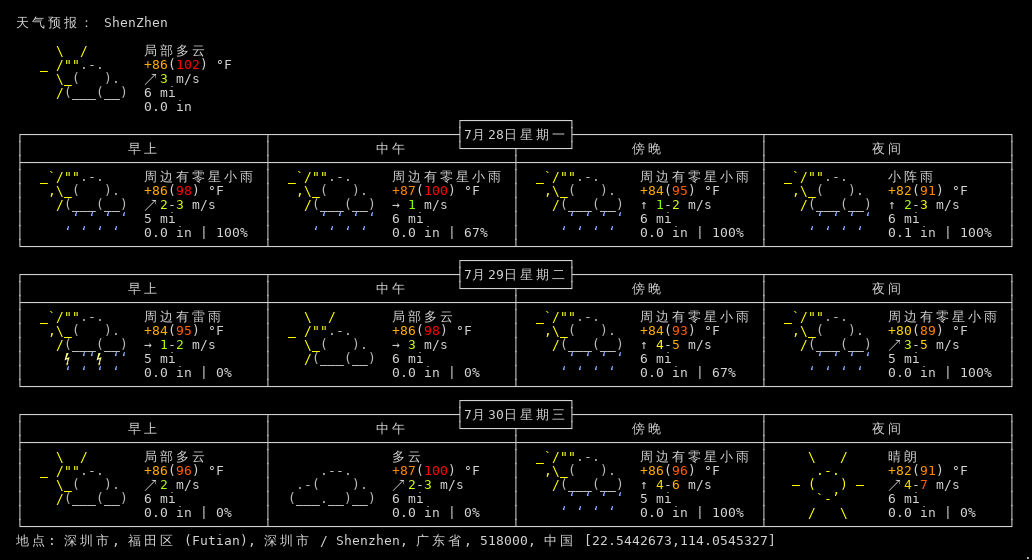 天气预报： ShenZhen
局部多云
+86(102) °F
↗3 m/s
6 mi
0.0 in
7月28日星期一
早上 中午 傍晚 夜间
周边有零星小雨 周边有零星小雨 周边有零星小雨 小阵雨
+86(98) °F +87(100) °F +84(95) °F +82(91) °F
↗2-3 m/s → 1 m/s ↑ 1-2 m/s ↑ 2-3 m/s
5 mi 6 mi 6 mi 6 mi
0.0 in | 100% 0.0 in | 67% 0.0 in | 100% 0.1 in | 100%
7月29日星期二
早上 中午 傍晚 夜间
周边有雷雨 局部多云 周边有零星小雨 周边有零星小雨
+84(95) °F +86(98) °F +84(93) °F +80(89) °F
→ 1-2 m/s → 3 m/s ↑ 4-5 m/s ↗3-5 m/s
5 mi 6 mi 6 mi 5 mi
0.0 in | 0% 0.0 in | 0% 0.0 in | 67% 0.0 in | 100%
7月30日星期三
早上 中午 傍晚 夜间
局部多云 多云 周边有零星小雨 晴朗
+86(96) °F +87(100) °F +86(96) °F +82(91) °F
↗2 m/s ↗2-3 m/s ↑ 4-6 m/s ↗4-7 m/s
6 mi 6 mi 5 mi 6 mi
0.0 in | 0% 0.0 in | 0% 0.0 in | 100% 0.0 in | 0%
地点: 深圳市, 福田区 (Futian), 深圳市 / Shenzhen, 广东省, 518000, 中国 [22.5442673,114.0545327]